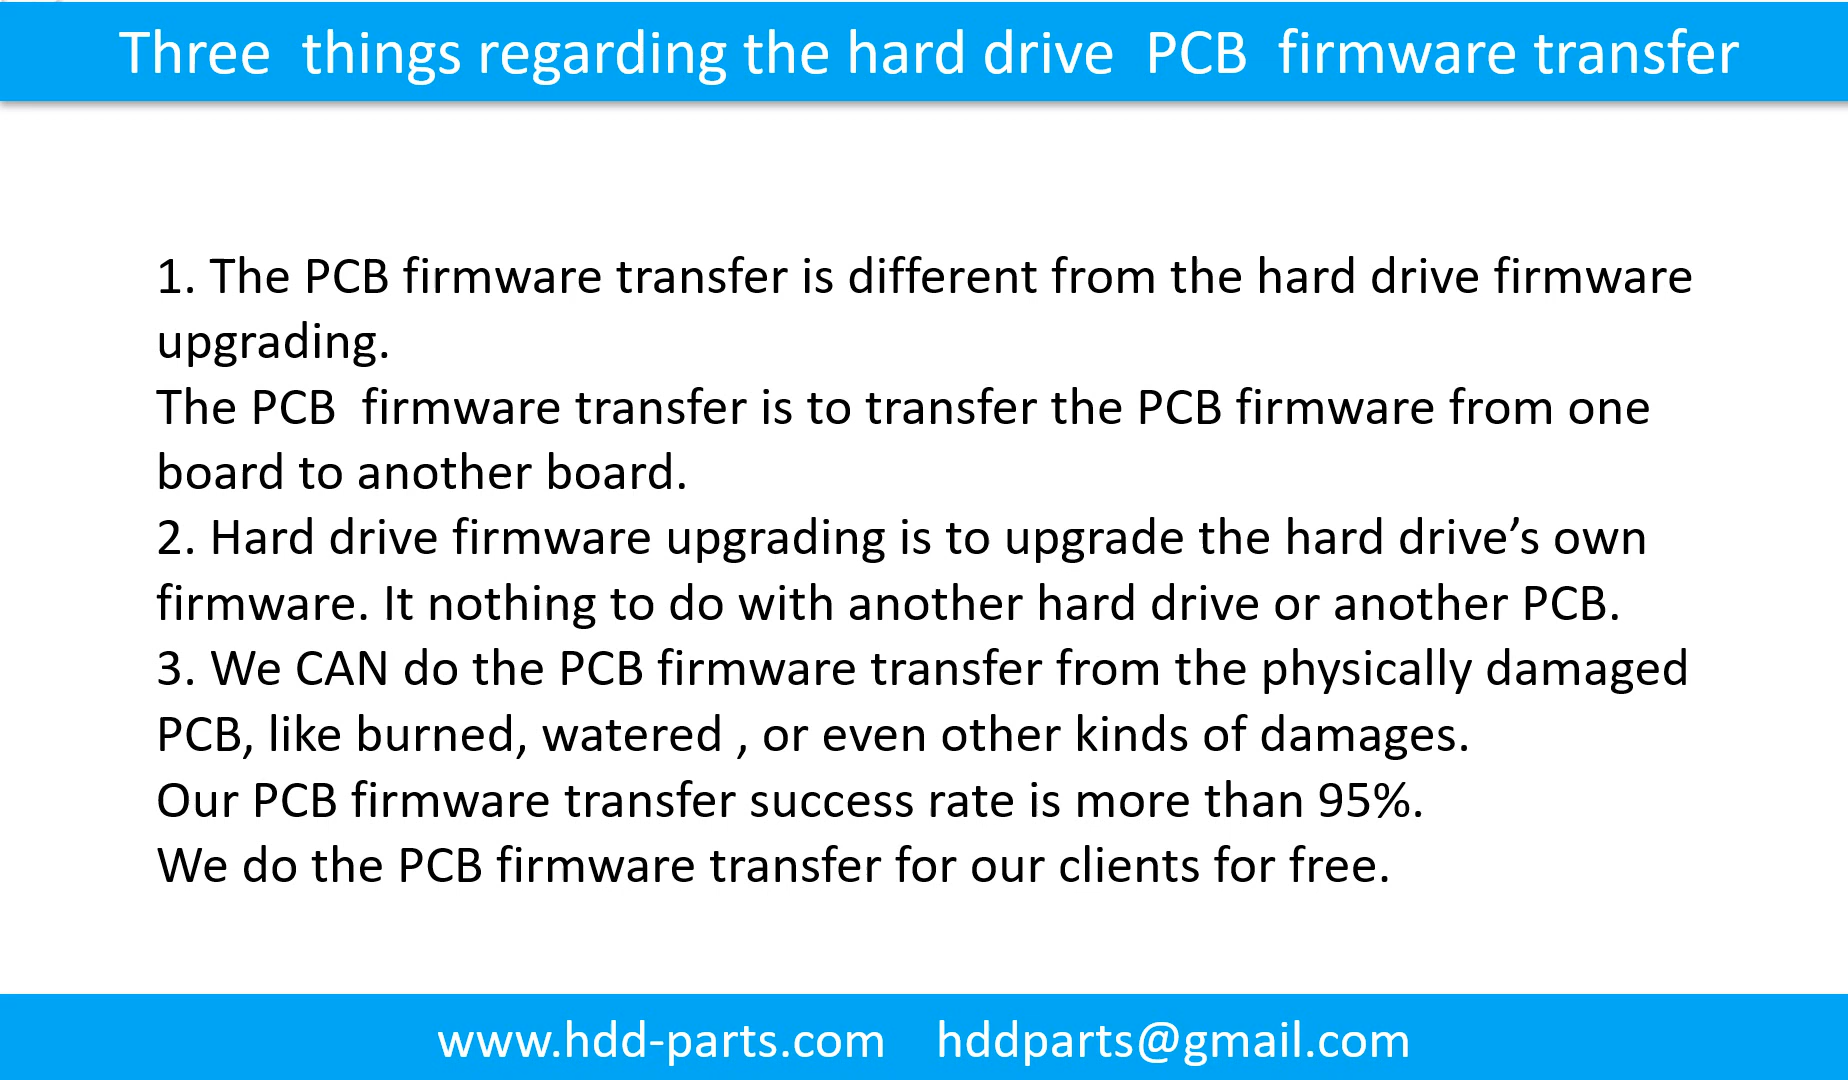 Three  things regarding the hard drive  PCB  firmware transfer
1. The PCB firmware transfer is different from the hard drive firmware
upgrading.
The PCB  firmware transfer is to transfer the PCB firmware from one
board to another board.
2. Hard drive firmware upgrading is to upgrade the hard drive’s own
firmware. It nothing to do with another hard drive or another PCB.
3. We CAN do the PCB firmware transfer from the physically damaged
PCB, like burned, watered , or even other kinds of damages.
Our PCB firmware transfer success rate is more than 95%.
We do the PCB firmware transfer for our clients for free.
www.hdd-parts.com    hddparts@gmail.com